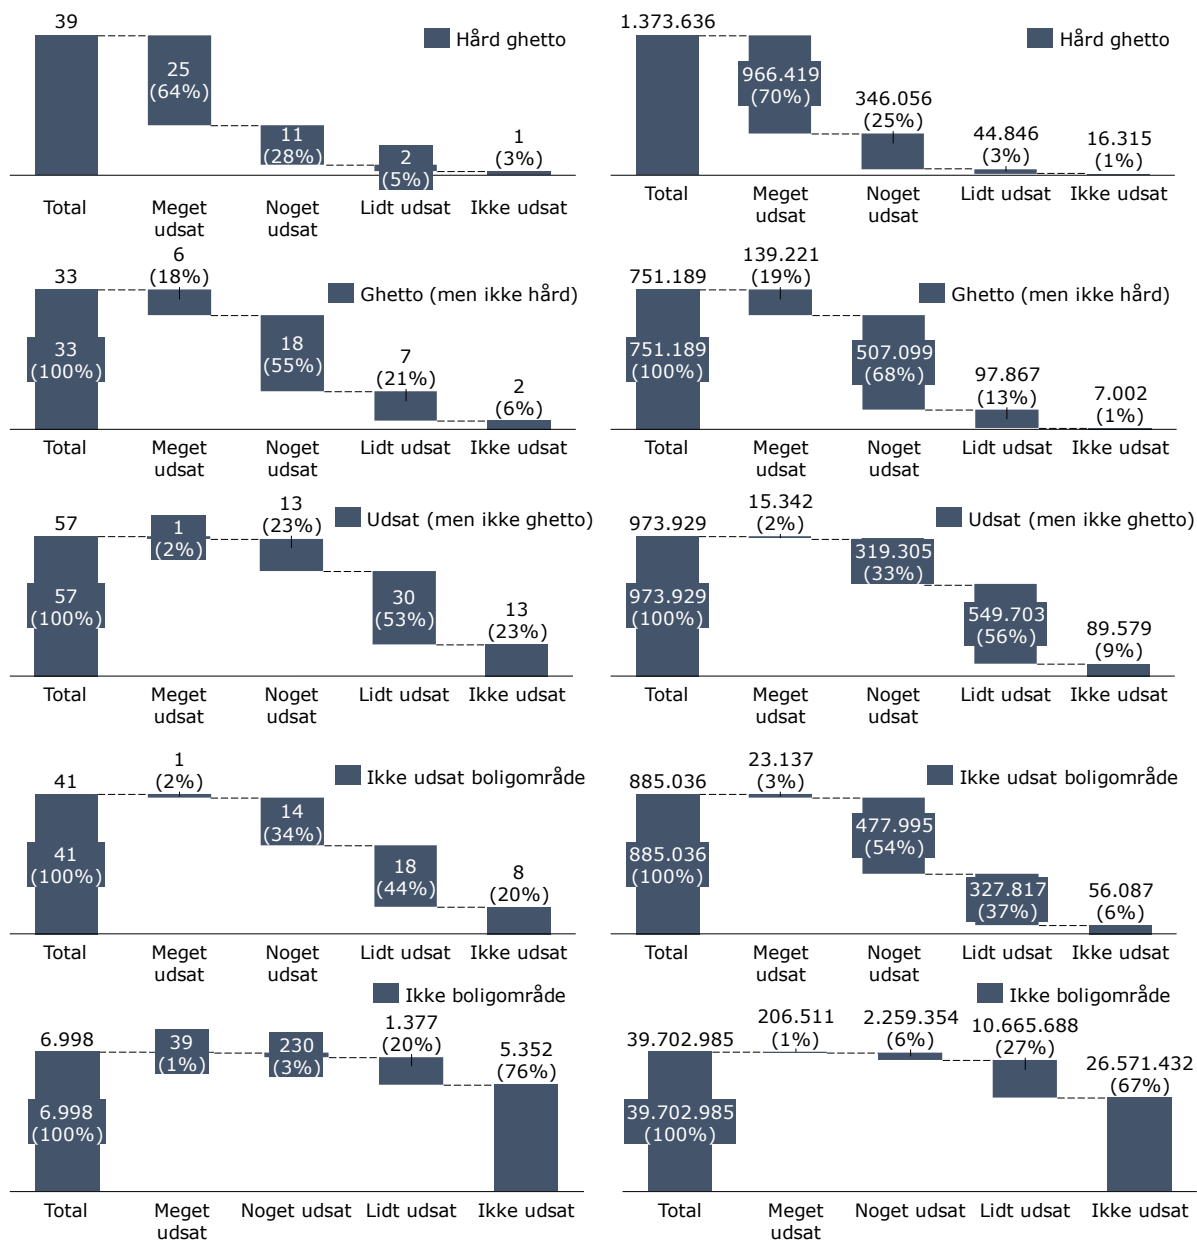 39
Hård ghetto
25
(64%)
11
(28%)
2
(5%)
1
(3%)
Total
Meget
udsat
Noget
udsat
Lidt udsat
Ikke udsat
1.373.636
Hård ghetto
966.419
(70%)
346.056
(25%)
44.846
(3%)
16.315
(1%)
Total
Meget
udsat
Noget
udsat
Lidt udsat
Ikke udsat
33
6
(18%)
Ghetto (men ikke hård)
33
(100%)
18
(55%)
7
(21%)
2
(6%)
Total
Meget
udsat
Noget
udsat
Lidt udsat
Ikke udsat
751.189
139.221
(19%)
Ghetto (men ikke hård)
751.189
(100%)
507.099
(68%)
97.867
(13%)
7.002
(1%)
Total
Meget
udsat
Noget
udsat
Lidt udsat
Ikke udsat
57
1
(2%)
13
(23%)
Udsat (men ikke ghetto)
57
(100%)
30
(53%)
13
(23%)
Total
Meget
udsat
Noget
udsat
Lidt udsat
Ikke udsat
973.929
15.342
(2%)
Udsat (men ikke ghetto)
973.929
(100%)
319.305
(33%)
549.703
(56%)
89.579
(9%)
Total
Meget
udsat
Noget
udsat
Lidt udsat
Ikke udsat
41
1
(2%)
Ikke udsat boligområde
41
(100%)
14
(34%)
18
(44%)
8
(20%)
Total
Meget
udsat
Noget
udsat
Lidt udsat
Ikke udsat
885.036
23.137
(3%)
Ikke udsat boligområde
885.036
(100%)
477.995
(54%)
327.817
(37%)
56.087
(6%)
Total
Meget
udsat
Noget
udsat
Lidt udsat
Ikke udsat
Ikke boligområde
6.998
39
(1%)
230
(3%)
1.377
(20%)
5.352
(76%)
6.998
(100%)
Total
Meget
udsat
Noget udsat
Lidt udsat
Ikke udsat
Ikke boligområde
39.702.985
206.511
(1%)
2.259.354
(6%)
10.665.688
(27%)
26.571.432
(67%)
39.702.985
(100%)
Total
Meget
udsat
Noget udsat
Lidt udsat
Ikke udsat